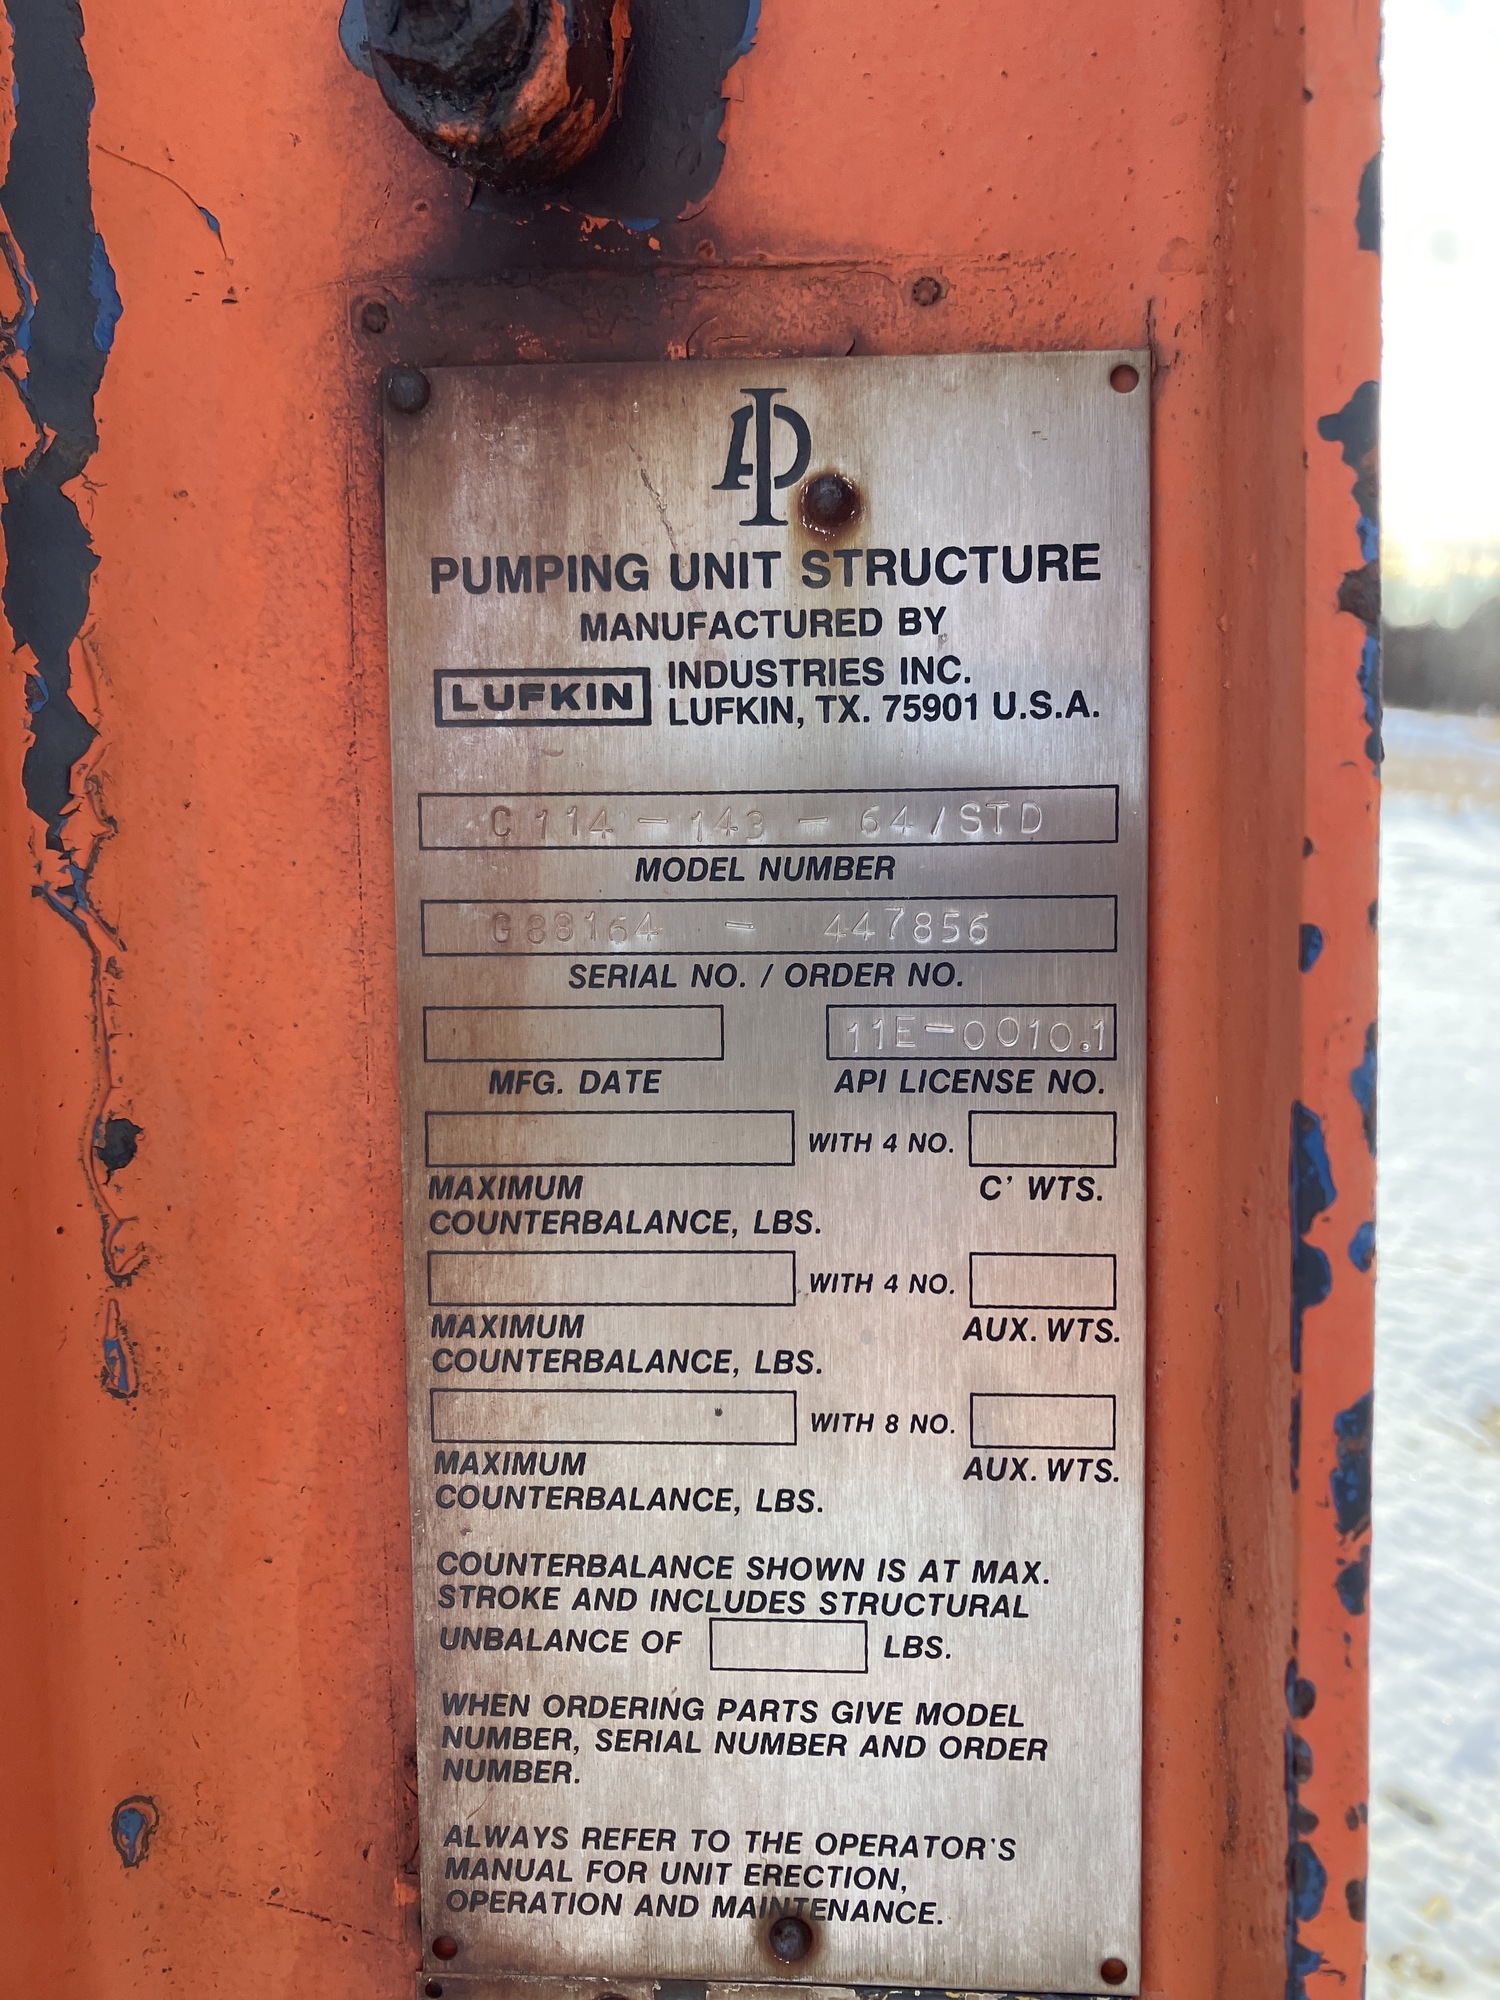 API
PUMPING UNIT STRUCTURE
MANUFACTURED BY
LUFKIN INDUSTRIES INC.
LUFKIN, TX. 75901 U.S.A.
C114-143-64/STD
MODEL NUMBER
G88164 - 447856
SERIAL NO. / ORDER NO.
11E-0010.1
MFG. DATE API LICENSE NO.
WITH 4 NO.
MAXIMUM C' WTS.
COUNTERBALANCE, LBS.
WITH 4 NO.
MAXIMUM AUX. WTS.
COUNTERBALANCE, LBS.
WITH 8 NO.
MAXIMUM AUX. WTS.
COUNTERBALANCE, LBS.
COUNTERBALANCE SHOWN IS AT MAX.
STROKE AND INCLUDES STRUCTURAL
UNBALANCE OF LBS.
WHEN ORDERING PARTS GIVE MODEL
NUMBER, SERIAL NUMBER AND ORDER
NUMBER.
ALWAYS REFER TO THE OPERATOR'S
MANUAL FOR UNIT ERECTION,
OPERATION AND MAINTENANCE.